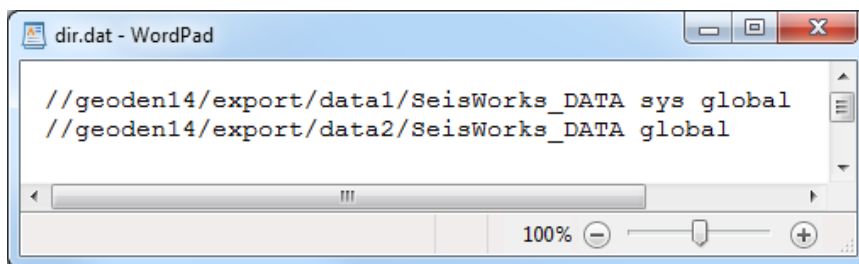 dir.dat - WordPad
//geoden14/export/data1/SeisWorks_DATA sys global
//geoden14/export/data2/SeisWorks_DATA global
100%